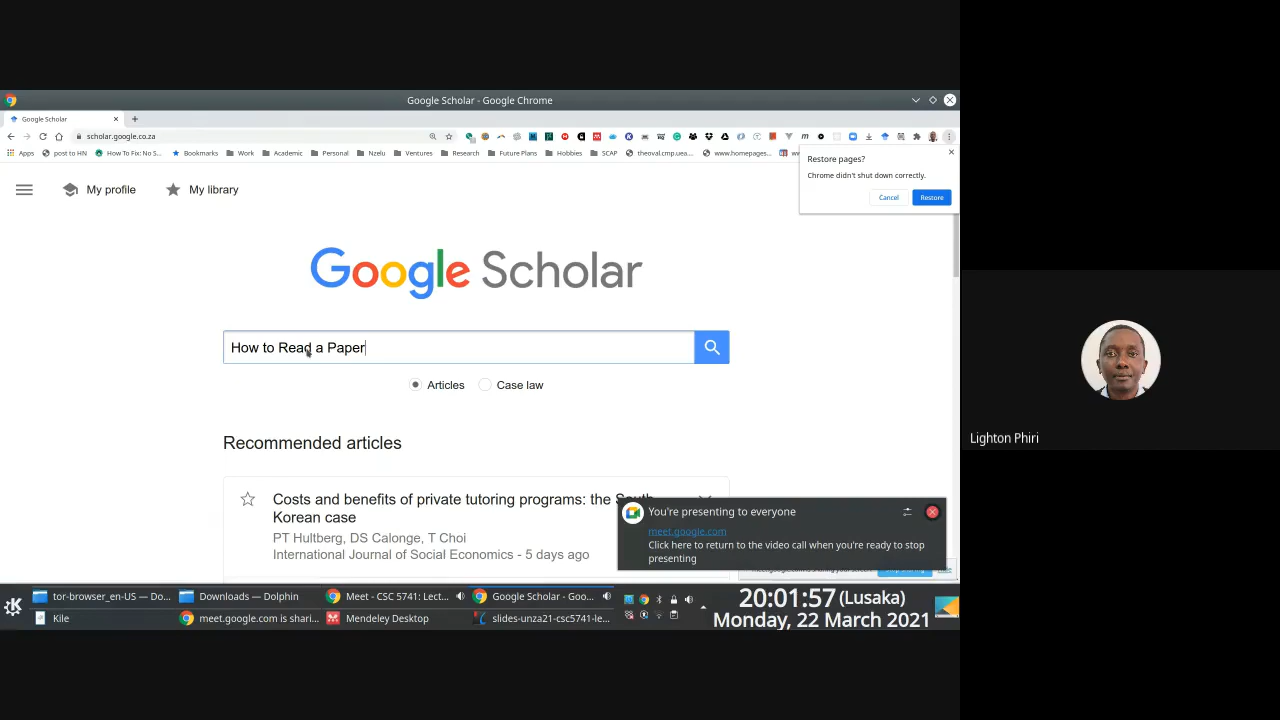 Google Scholar - Google Chrome
Google Scholar
scholar.google.co.za
Apps post to HN How To Fix: No S... Bookmarks Work Academic Personal Nzelu Ventures Research Future Plans Hobbies SCAP theoval.cmp.uea.... www.homepages...
Restore pages?
Chrome didn't shut down correctly.
Cancel Restore
My profile My library
Google Scholar
How to Read a Paper
Articles Case law
Recommended articles
Costs and benefits of private tutoring programs: the South
Korean case
PT Hultberg, DS Calonge, T Choi
International Journal of Social Economics - 5 days ago
You're presenting to everyone
meet.google.com
Click here to return to the video call when you're ready to stop
presenting
tor-browser_en-US — Do... Downloads — Dolphin Meet - CSC 5741: Lect... Google Scholar - Goo...
Kile meet.google.com is shari... Mendeley Desktop slides-unza21-csc5741-le...
20:01:57 (Lusaka)
Monday, 22 March 2021
Lighton Phiri